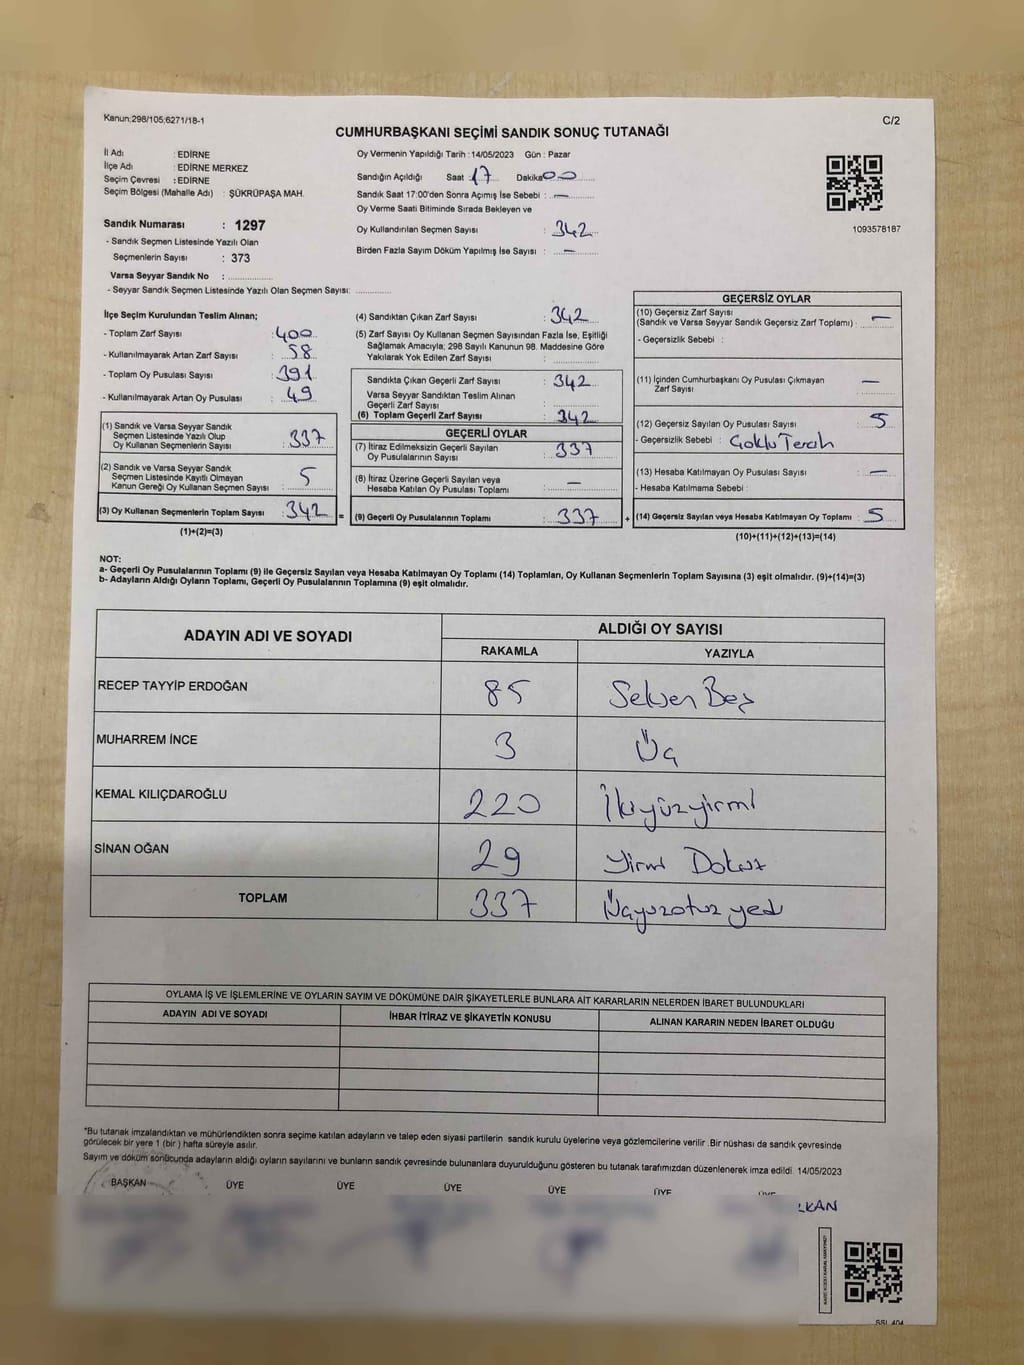 Kanun:298/105;6271/18-1
C/2
CUMHURBAŞKANI SEÇİMİ SANDIK SONUÇ TUTANAĞI
İl Adı : EDİRNE
İlçe Adı : EDİRNE MERKEZ
Seçim Çevresi : EDİRNE
Seçim Bölgesi (Mahalle Adı) : ŞÜKRÜPAŞA MAH.
Sandık Numarası : 1297
- Sandık Seçmen Listesinde Yazılı Olan
Seçmenlerin Sayısı : 373
Varsa Seyyar Sandık No :
- Seyyar Sandık Seçmen Listesinde Yazılı Olan Seçmen Sayısı:
Oy Vermenin Yapıldığı Tarih : 14/05/2023 Gün : Pazar
Sandığın Açıldığı Saat 17 Dakika 00
Sandık Saat 17:00'den Sonra Açımış İse Sebebi : —
Oy Verme Saati Bitiminde Sırada Bekleyen ve
Oy Kullandırılan Seçmen Sayısı : 342
Birden Fazla Sayım Döküm Yapılmış İse Sayısı : —
1093578187
İlçe Seçim Kurulundan Teslim Alınan;
- Toplam Zarf Sayısı : 400
- Kullanılmayarak Artan Zarf Sayısı : 58
- Toplam Oy Pusulası Sayısı : 391
- Kullanılmayarak Artan Oy Pusulası : 49
(1) Sandık ve Varsa Seyyar Sandık
Seçmen Listesinde Yazılı Olup
Oy Kullanan Seçmenlerin Sayısı : 337
(2) Sandık ve Varsa Seyyar Sandık
Seçmen Listesinde Kayıtlı Olmayan
Kanun Gereği Oy Kullanan Seçmen Sayısı : 5
(3) Oy Kullanan Seçmenlerin Toplam Sayısı : 342 =
(1)+(2)=(3)
(4) Sandıktan Çıkan Zarf Sayısı : 342
(5) Zarf Sayısı Oy Kullanan Seçmen Sayısından Fazla İse, Eşitliği
Sağlamak Amacıyla; 298 Sayılı Kanunun 98. Maddesine Göre
Yakılarak Yok Edilen Zarf Sayısı :
Sandıkta Çıkan Geçerli Zarf Sayısı : 342
Varsa Seyyar Sandıktan Teslim Alınan
Geçerli Zarf Sayısı :
(6) Toplam Geçerli Zarf Sayısı : 342
GEÇERLİ OYLAR
(7) İtiraz Edilmeksizin Geçerli Sayılan
Oy Pusulalarının Sayısı : 337
(8) İtiraz Üzerine Geçerli Sayılan veya
Hesaba Katılan Oy Pusulası Toplamı : —
(9) Geçerli Oy Pusulalarının Toplamı : 337 +
GEÇERSİZ OYLAR
(10) Geçersiz Zarf Sayısı
(Sandık ve Varsa Seyyar Sandık Geçersiz Zarf Toplamı) : —
- Geçersizlik Sebebi :
(11) İçinden Cumhurbaşkanı Oy Pusulası Çıkmayan
Zarf Sayısı : —
(12) Geçersiz Sayılan Oy Pusulası Sayısı : 5
- Geçersizlik Sebebi : Çoklu Tercih
(13) Hesaba Katılmayan Oy Pusulası Sayısı : —
- Hesaba Katılmama Sebebi :
(14) Geçersiz Sayılan veya Hesaba Katılmayan Oy Toplamı : 5
(10)+(11)+(12)+(13)=(14)
NOT:
a- Geçerli Oy Pusulalarının Toplamı (9) ile Geçersiz Sayılan veya Hesaba Katılmayan Oy Toplamı (14) Toplamları, Oy Kullanan Seçmenlerin Toplam Sayısına (3) eşit olmalıdır. (9)+(14)=(3)
b- Adayların Aldığı Oyların Toplamı, Geçerli Oy Pusulalarının Toplamına (9) eşit olmalıdır.
ADAYIN ADI VE SOYADI
ALDIĞI OY SAYISI
RAKAMLA YAZIYLA
RECEP TAYYİP ERDOĞAN 85 Seksen Beş
MUHARREM İNCE 3 Üç
KEMAL KILIÇDAROĞLU 220 İkiyüzyirmi
SİNAN OĞAN 29 Yirmi Dokuz
TOPLAM 337 Üçyüzotuz yedi
OYLAMA İŞ VE İŞLEMLERİNE VE OYLARIN SAYIM VE DÖKÜMÜNE DAİR ŞİKAYETLERLE BUNLARA AİT KARARLARIN NELERDEN İBARET BULUNDUKLARI
ADAYIN ADI VE SOYADI İHBAR İTİRAZ VE ŞİKAYETİN KONUSU ALINAN KARARIN NEDEN İBARET OLDUĞU
*Bu tutanak imzalandıktan ve mühürlendikten sonra seçime katılan adayların ve talep eden siyasi partilerin sandık kurulu üyelerine veya gözlemcilerine verilir .Bir nüshası da sandık çevresinde
görülecek bir yere 1 (bir ) hafta süreyle asılır.
Sayım ve döküm sonucunda adayların aldığı oyların sayılarını ve bunların sandık çevresinde bulunanlara duyurulduğunu gösteren bu tutanak tarafımızdan düzenlenerek imza edildi. 14/05/2023
BAŞKAN ÜYE ÜYE ÜYE ÜYE ÜYE ÜYE
LKAN